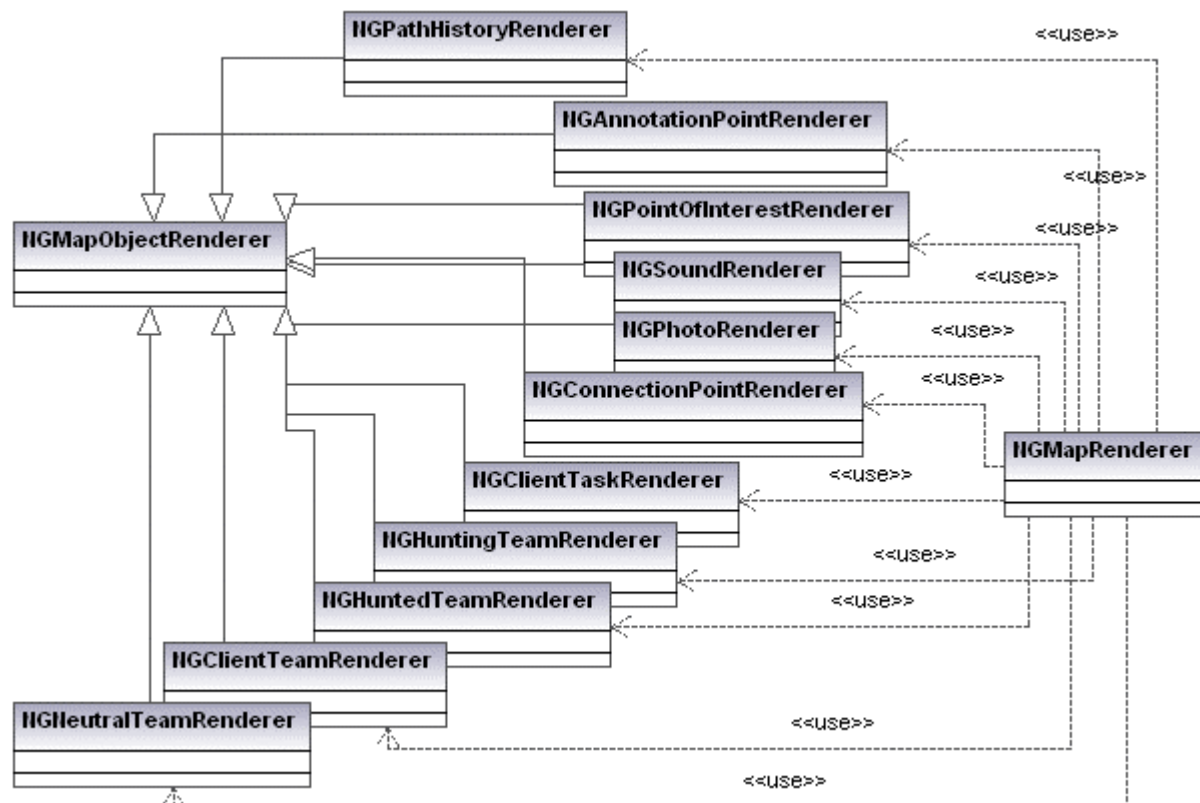 NGPathHistoryRenderer
<<use>>
NGAnnotationPointRenderer
<<use>>
NGPointOfInterestRenderer
<<use>>
NGMapObjectRenderer
NGSoundRenderer
<<use>>
NGPhotoRenderer
<<use>>
NGConnectionPointRenderer
<<use>>
NGMapRenderer
NGClientTaskRenderer
<<use>>
NGHuntingTeamRenderer
<<use>>
NGHuntedTeamRenderer
<<use>>
NGClientTeamRenderer
NGNeutralTeamRenderer
<<use>>
<<use>>